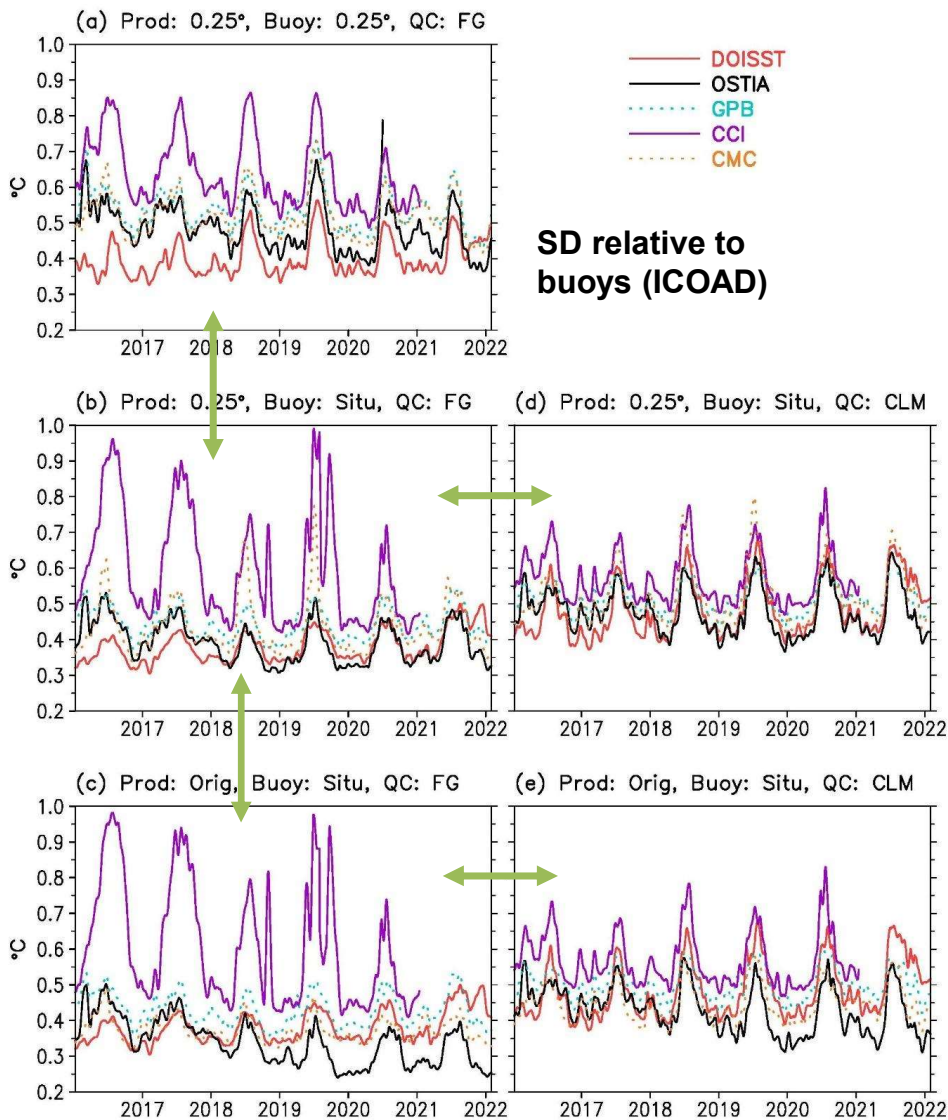 (a) Prod: 0.25°, Buoy: 0.25°, QC: FG
1.0
0.9
0.8
0.7
0.6
0.5
0.4
0.3
0.2
°C
2017 2018 2019 2020 2021 2022
DOISST
OSTIA
GPB
CCI
CMC
SD relative to
buoys (ICOAD)
(b) Prod: 0.25°, Buoy: Situ, QC: FG
1.0
0.9
0.8
0.7
0.6
0.5
0.4
0.3
0.2
°C
2017 2018 2019 2020 2021 2022
(d) Prod: 0.25°, Buoy: Situ, QC: CLM
2017 2018 2019 2020 2021 2022
(c) Prod: Orig, Buoy: Situ, QC: FG
1.0
0.9
0.8
0.7
0.6
0.5
0.4
0.3
0.2
°C
2017 2018 2019 2020 2021 2022
(e) Prod: Orig, Buoy: Situ, QC: CLM
2017 2018 2019 2020 2021 2022